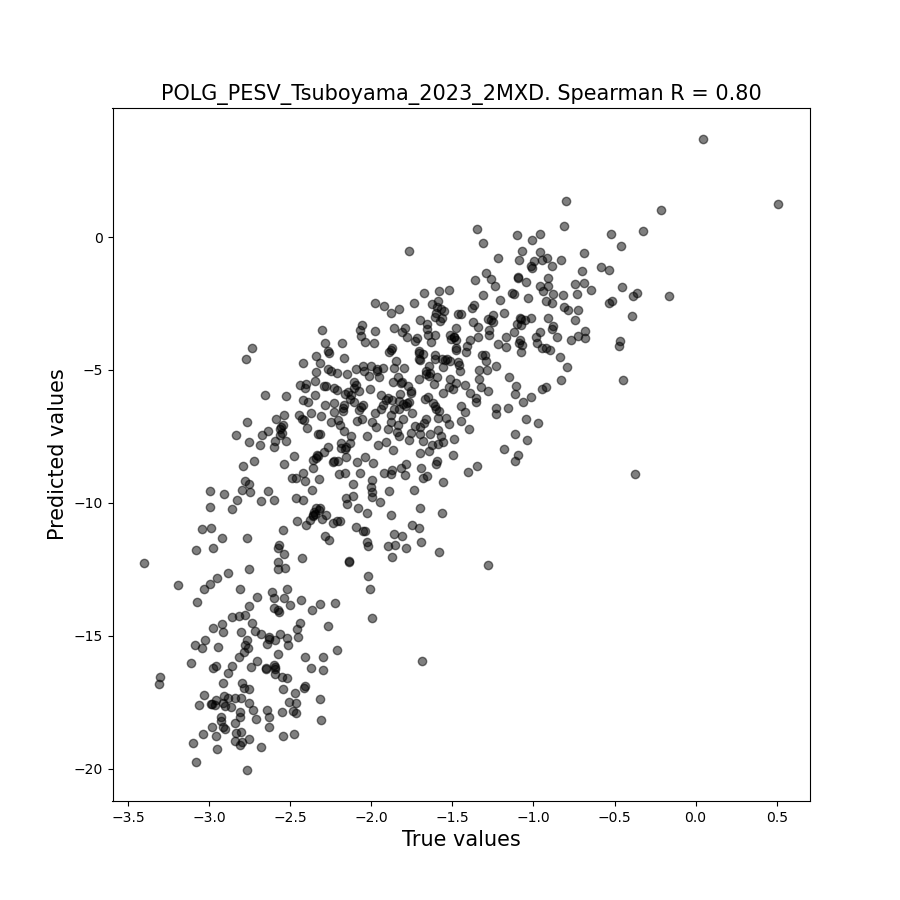 POLG_PESV_Tsuboyama_2023_2MXD. Spearman R = 0.80
Predicted values
0
−5
−10
−15
−20
−3.5 −3.0 −2.5 −2.0 −1.5 −1.0 −0.5 0.0 0.5
True values